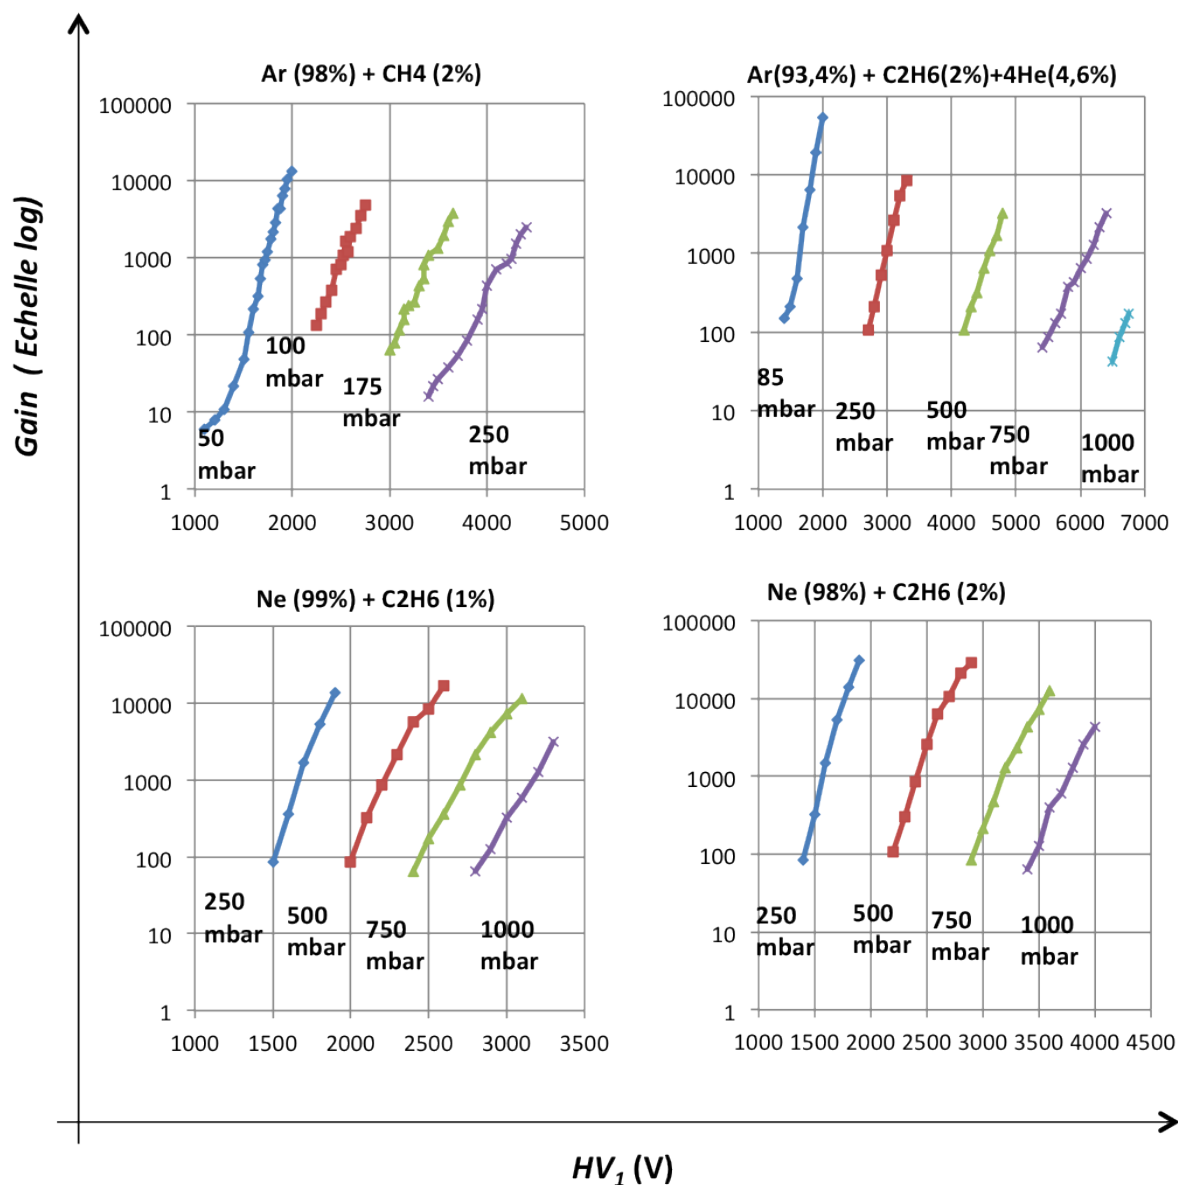 Gain ( Echelle log)
Ar (98%) + CH4 (2%)
100000
10000
1000
100
10
1
50
mbar
100
mbar
175
mbar
250
mbar
1000 2000 3000 4000 5000
Ar(93,4%) + C2H6(2%)+4He(4,6%)
100000
10000
1000
100
10
1
85
mbar
250
mbar
500
mbar
750
mbar
1000
mbar
1000 2000 3000 4000 5000 6000 7000
Ne (99%) + C2H6 (1%)
100000
10000
1000
100
10
1
250
mbar
500
mbar
750
mbar
1000
mbar
1000 1500 2000 2500 3000 3500
Ne (98%) + C2H6 (2%)
100000
10000
1000
100
10
1
250
mbar
500
mbar
750
mbar
1000
mbar
1000 1500 2000 2500 3000 3500 4000 4500
HV1 (V)